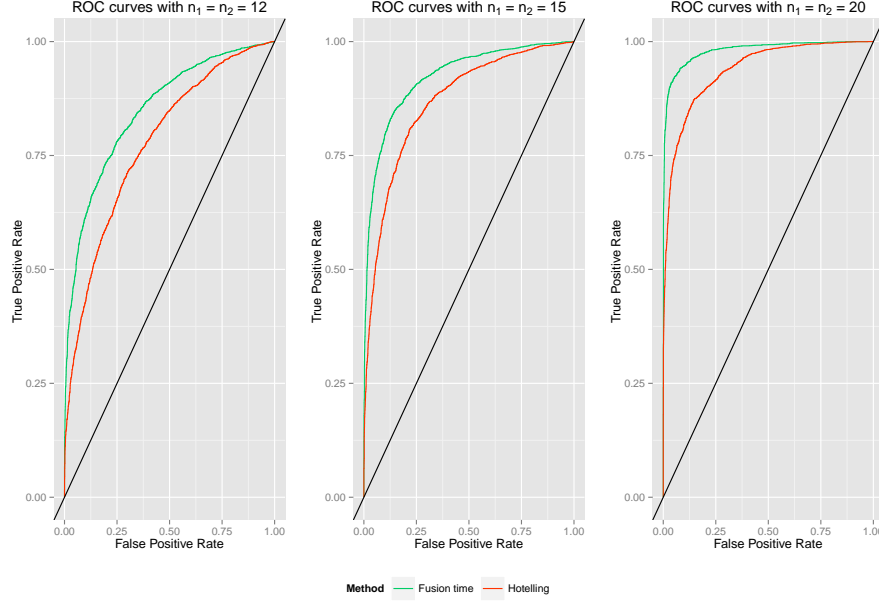 ROC curves with n₁ = n₂ = 12
ROC curves with n₁ = n₂ = 15
ROC curves with n₁ = n₂ = 20
True Positive Rate
1.00
0.75
0.50
0.25
0.00
0.00 0.25 0.50 0.75 1.00
False Positive Rate
True Positive Rate
1.00
0.75
0.50
0.25
0.00
0.00 0.25 0.50 0.75 1.00
False Positive Rate
True Positive Rate
1.00
0.75
0.50
0.25
0.00
0.00 0.25 0.50 0.75 1.00
False Positive Rate
Method Fusion time Hotelling